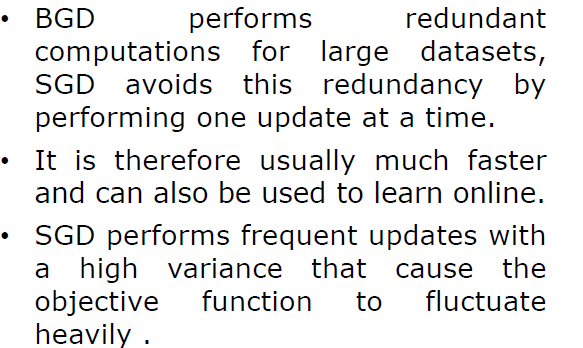 • BGD performs redundant
computations for large datasets,
SGD avoids this redundancy by
performing one update at a time.
• It is therefore usually much faster
and can also be used to learn online.
• SGD performs frequent updates with
a high variance that cause the
objective function to fluctuate
heavily .